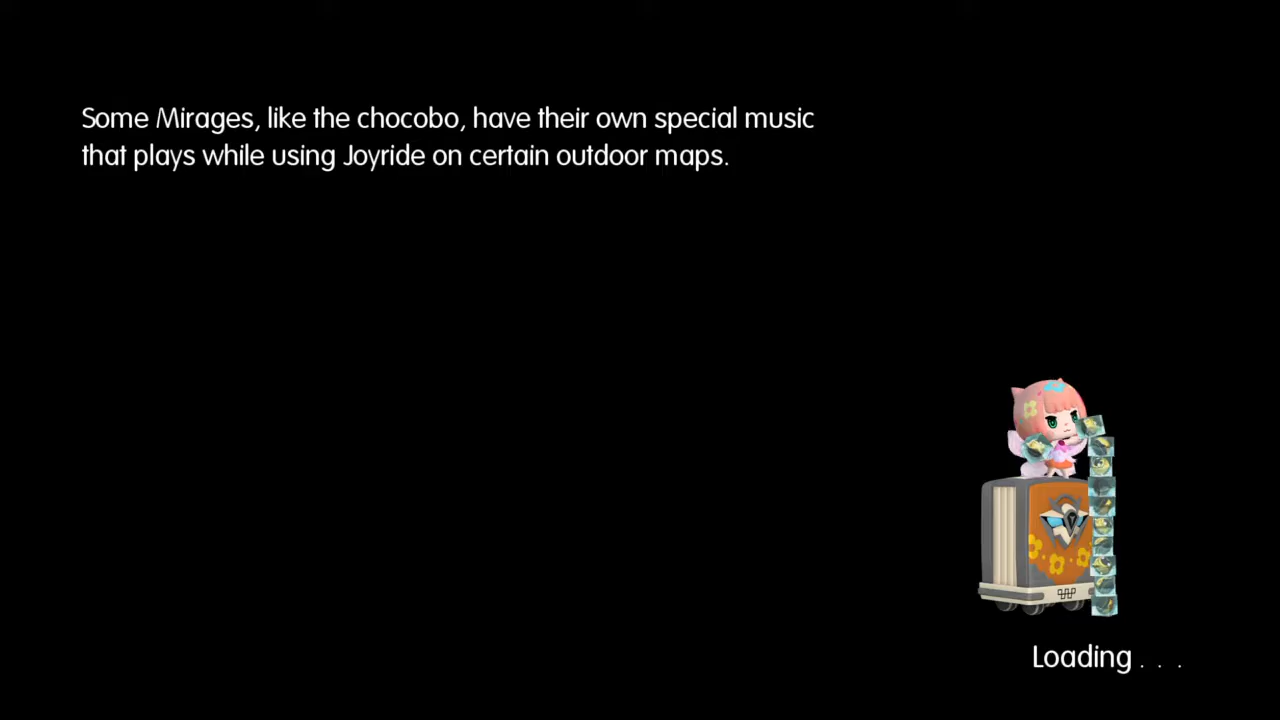 Some Mirages, like the chocobo, have their own special music
that plays while using Joyride on certain outdoor maps.
Loading . . .